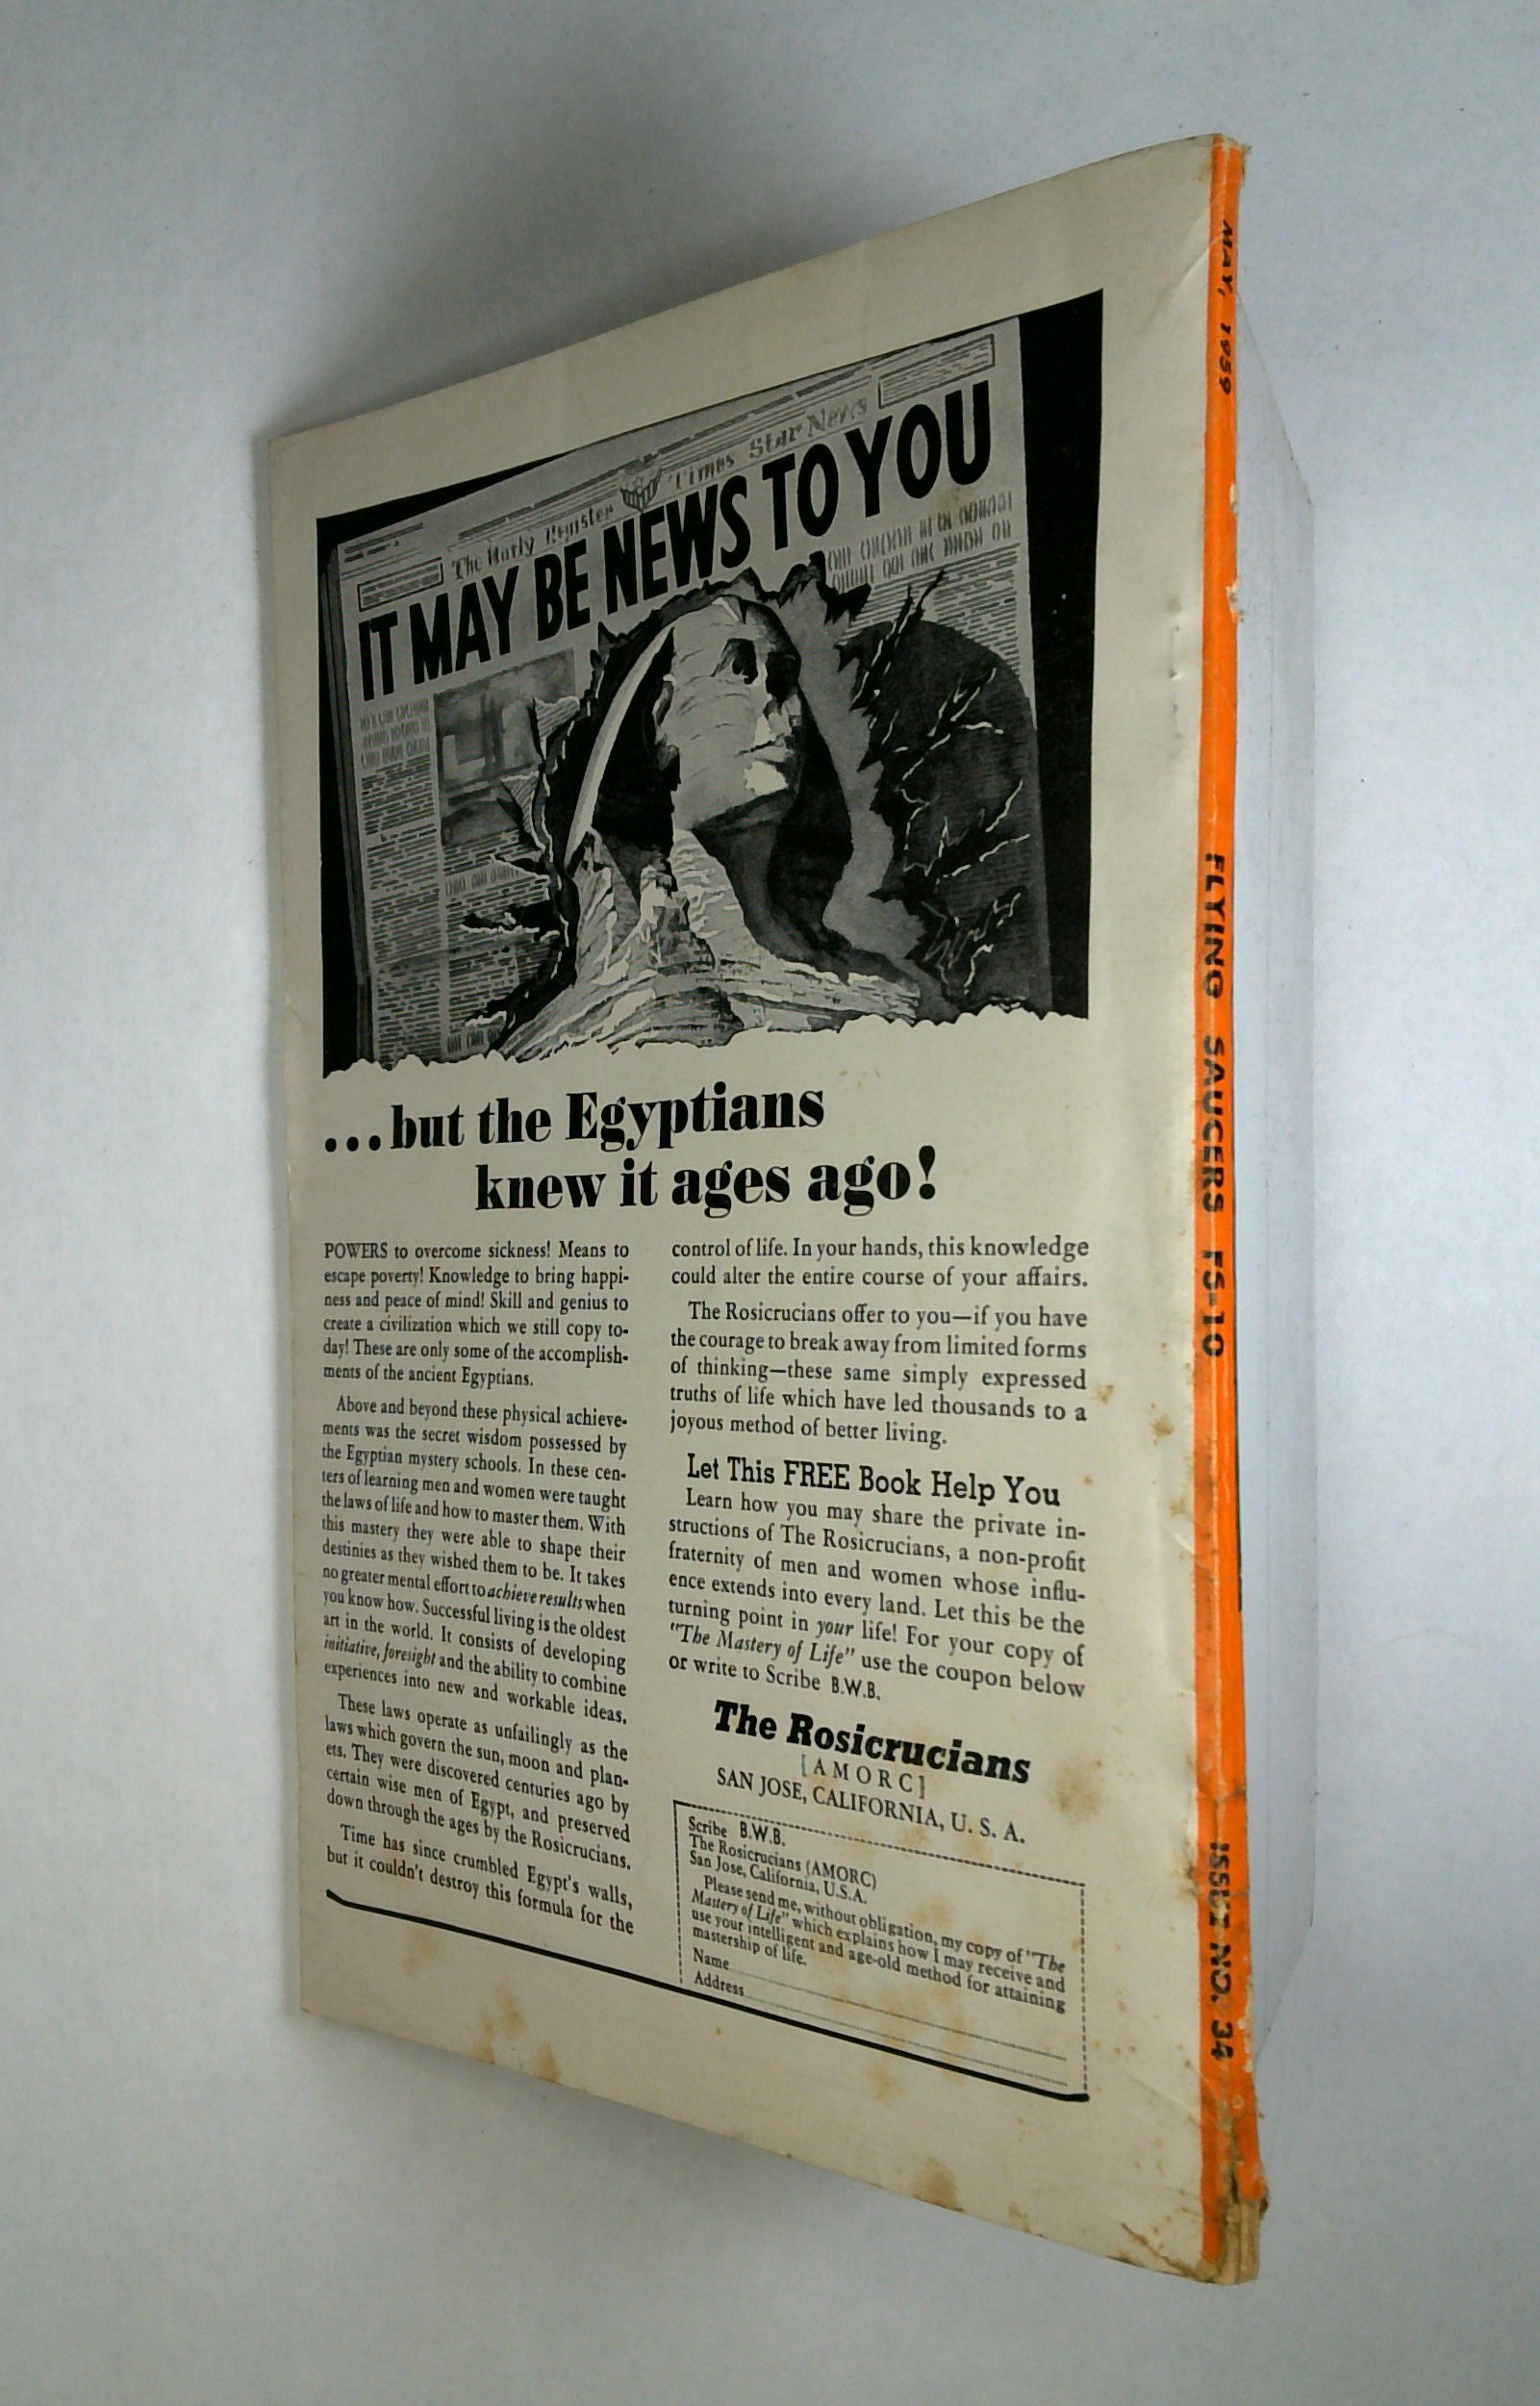 The Daily Register Times Star News
IT MAY BE NEWS TO YOU
...but the Egyptians
knew it ages ago!
POWERS to overcome sickness! Means to
escape poverty! Knowledge to bring happi-
ness and peace of mind! Skill and genius to
create a civilization which we still copy to-
day! These are only some of the accomplish-
ments of the ancient Egyptians.
Above and beyond these physical achieve-
ments was the secret wisdom possessed by
the Egyptian mystery schools. In these cen-
ters of learning men and women were taught
the laws of life and how to master them. With
this mastery they were able to shape their
destinies as they wished them to be. It takes
no greater mental effort to achieve results when
you know how. Successful living is the oldest
art in the world. It consists of developing
initiative, foresight and the ability to combine
experiences into new and workable ideas.
These laws operate as unfailingly as the
laws which govern the sun, moon and plan-
ets. They were discovered centuries ago by
certain wise men of Egypt, and preserved
down through the ages by the Rosicrucians.
Time has since crumbled Egypt's walls,
but it couldn't destroy this formula for the
control of life. In your hands, this knowledge
could alter the entire course of your affairs.
The Rosicrucians offer to you—if you have
the courage to break away from limited forms
of thinking—these same simply expressed
truths of life which have led thousands to a
joyous method of better living.
Let This FREE Book Help You
Learn how you may share the private in-
structions of The Rosicrucians, a non-profit
fraternity of men and women whose influ-
ence extends into every land. Let this be the
turning point in your life! For your copy of
"The Mastery of Life" use the coupon below
or write to Scribe B.W.B.
The Rosicrucians
[AMORC]
SAN JOSE, CALIFORNIA, U. S. A.
Scribe B.W.B.
The Rosicrucians (AMORC)
San Jose, California, U.S.A.
Please send me, without obligation, my copy of "The
Mastery of Life" which explains how I may receive and
use your intelligent and age-old method for attaining
mastership of life.
Name
Address
MAY, 1959
FLYING SAUCERS FS-10
ISSUE NO. 34